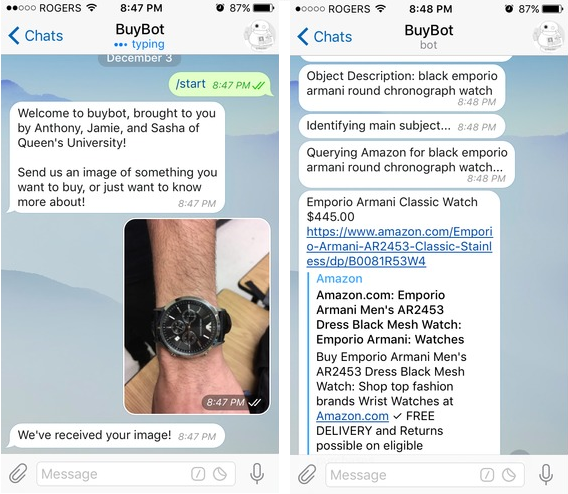 ROGERS 8:47 PM 87%
Chats
BuyBot
typing
December 3
/start 8:47 PM
Welcome to buybot, brought to you
by Anthony, Jamie, and Sasha of
Queen's University!
Send us an image of something you
want to buy, or just want to know
more about! 8:47 PM
8:47 PM
We've received your image! 8:47 PM
Message
ROGERS 8:48 PM 87%
Chats
BuyBot
bot
Object Description: black emporio
armani round chronograph watch
8:48 PM
Identifying main subject... 8:48 PM
Querying Amazon for black emporio
armani round chronograph watch...
8:48 PM
Emporio Armani Classic Watch
$445.00
https://www.amazon.com/Empori
o-Armani-AR2453-Classic-Stainl
ess/dp/B0081R53W4
Amazon
Amazon.com: Emporio
Armani Men's AR2453
Dress Black Mesh Watch:
Emporio Armani: Watches
Buy Emporio Armani Men's
AR2453 Dress Black Mesh
Watch: Shop top fashion
brands Wrist Watches at
Amazon.com ✓ FREE
DELIVERY and Returns
possible on eligible
Message